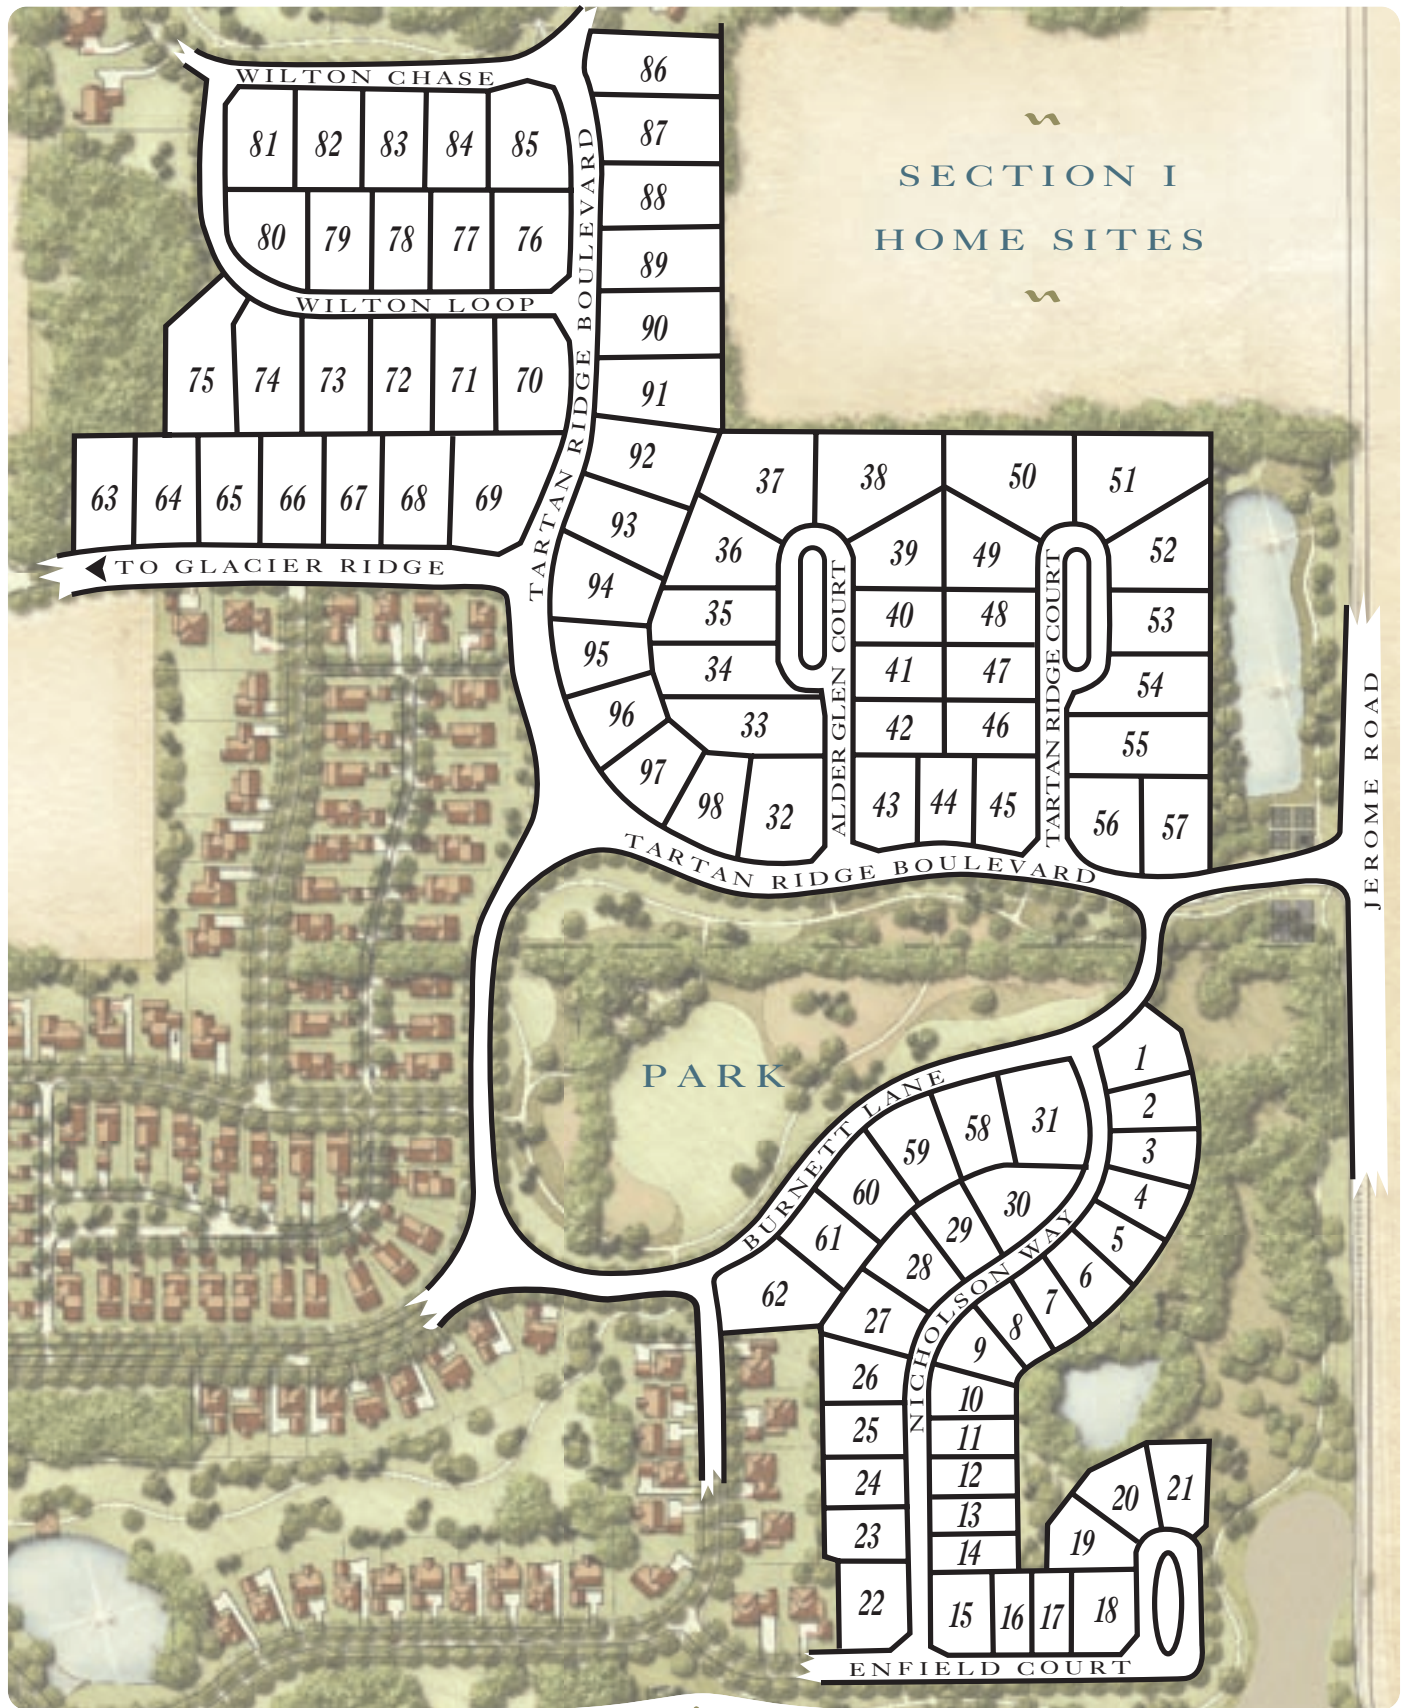 WILTON CHASE
86
81 82 83 84 85
87
SECTION I
HOME SITES
88
80 79 78 77 76
89
WILTON LOOP
TARTAN RIDGE BOULEVARD
90
75 74 73 72 71 70
91
92
37 38 50 51
63 64 65 66 67 68 69
93
36 39 49 52
TO GLACIER RIDGE
TARTAN RIDGE BOULEVARD
94
35 40 48 53
95
34 41 47 54
96
33 42 46 55
ALDER GLEN COURT
TARTAN RIDGE COURT
JEROME ROAD
97
98 32 43 44 45 56 57
TARTAN RIDGE BOULEVARD
PARK
BURNETT LANE
1
2
31
58
59
3
60
30
4
29
61
5
28
6
62
27
7
8
9
NICHOLSON WAY
26 10
25 11
24 12
20 21
23 13
19
14
22 15 16 17 18
ENFIELD COURT